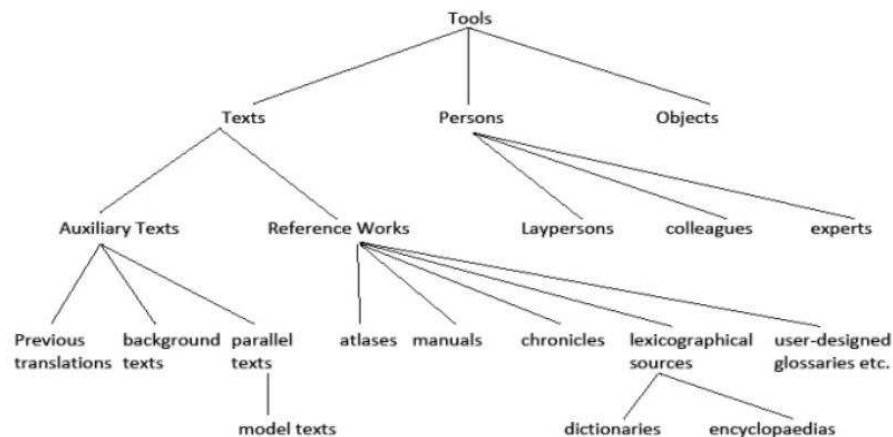 Tools
Texts Persons Objects
Auxiliary Texts Reference Works Laypersons colleagues experts
Previous translations background texts parallel texts atlases manuals chronicles lexicographical sources user-designed glossaries etc.
model texts dictionaries encyclopaedias